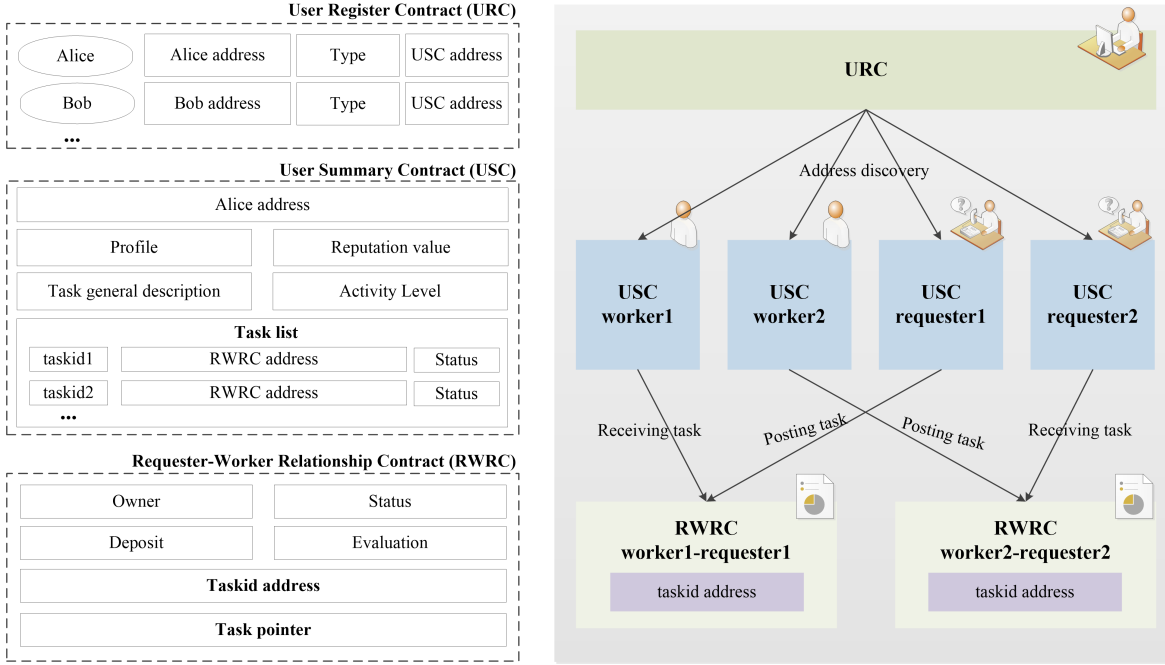 User Register Contract (URC)
Alice
Alice address
Type
USC address
Bob
Bob address
Type
USC address
...
User Summary Contract (USC)
Alice address
Profile
Reputation value
Task general description
Activity Level
Task list
taskid1
RWRC address
Status
taskid2
RWRC address
Status
...
Requester-Worker Relationship Contract (RWRC)
Owner
Status
Deposit
Evaluation
Taskid address
Task pointer
URC
Address discovery
?
?
USC
worker1
USC
worker2
USC
requester1
USC
requester2
Receiving task
Posting task
Posting task
Receiving task
RWRC
worker1-requester1
taskid address
RWRC
worker2-requester2
taskid address